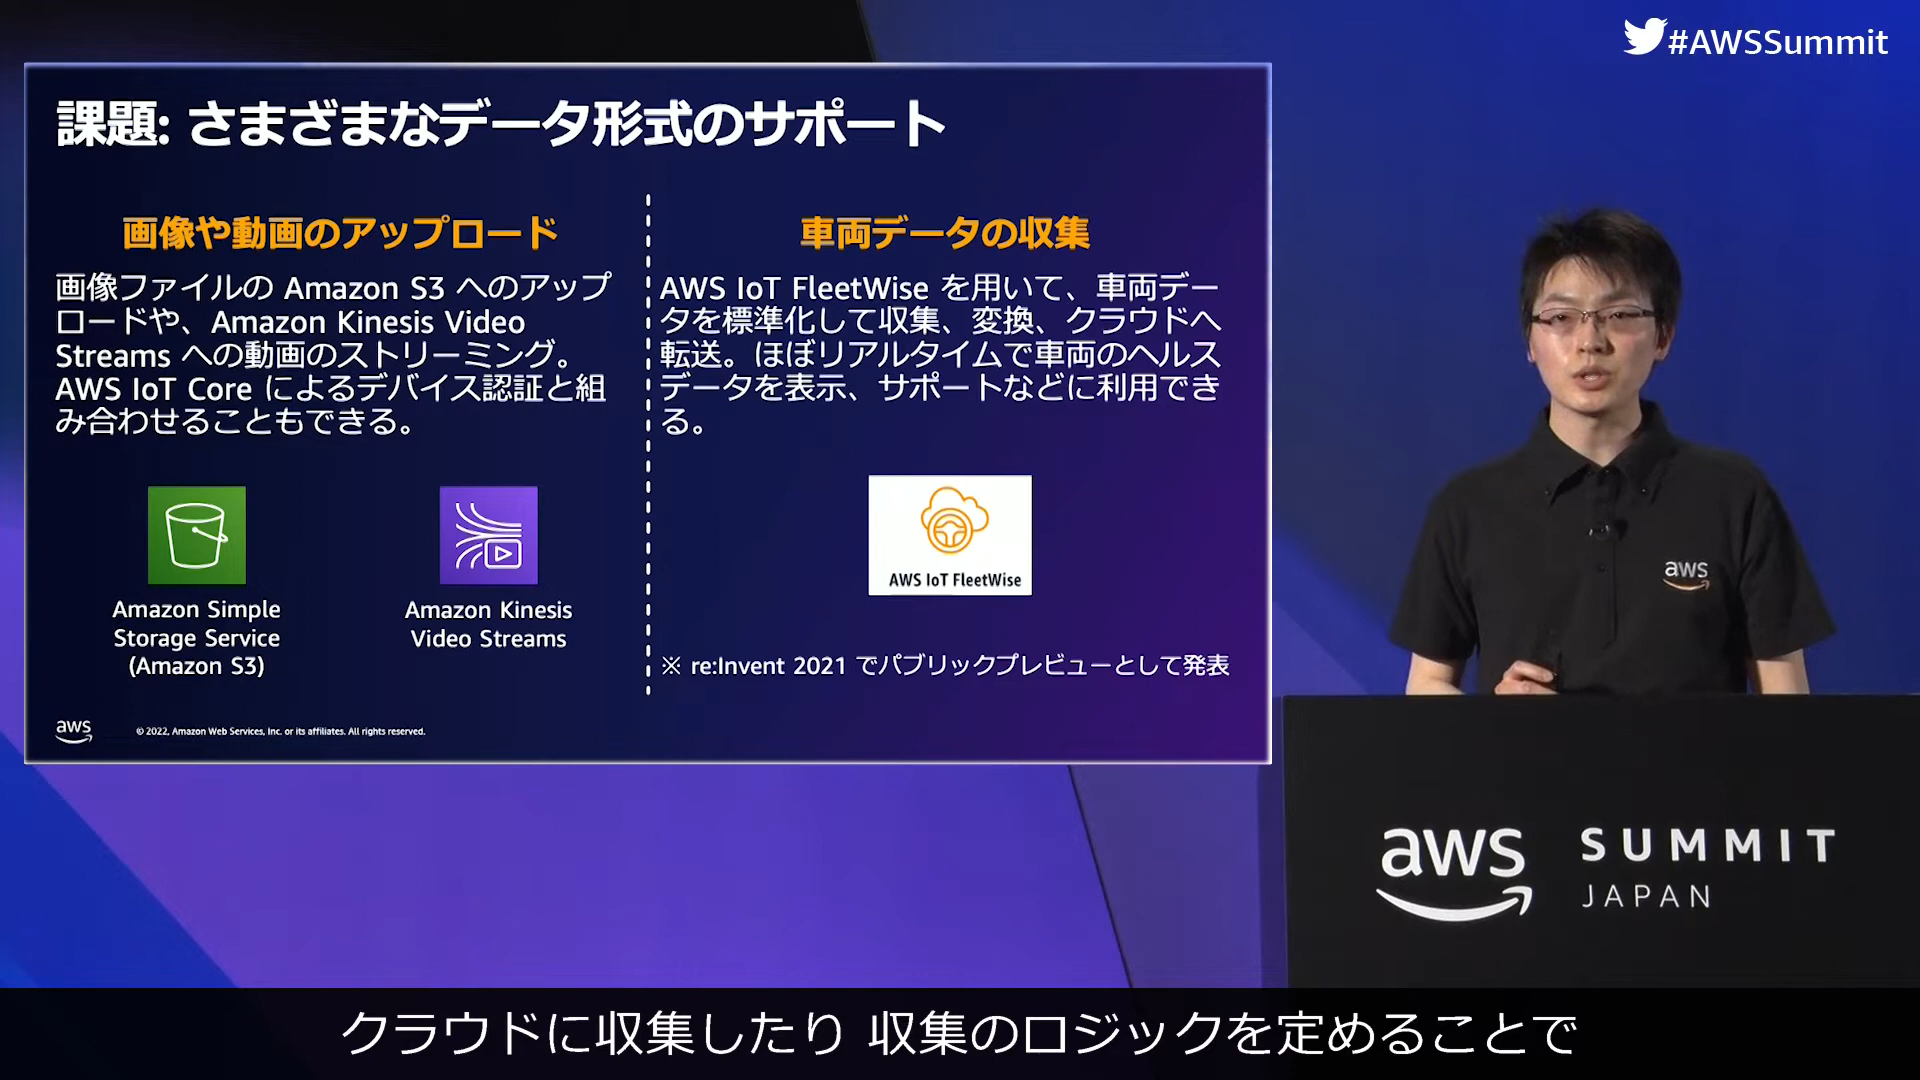 #AWSSummit
課題: さまざまなデータ形式のサポート
画像や動画のアップロード
画像ファイルの Amazon S3 へのアップ
ロードや、Amazon Kinesis Video
Streams への動画のストリーミング。
AWS IoT Core によるデバイス認証と組
み合わせることもできる。
Amazon Simple
Storage Service
(Amazon S3)
Amazon Kinesis
Video Streams
車両データの収集
AWS IoT FleetWise を用いて、車両デー
タを標準化して収集、変換、クラウドへ
転送。ほぼリアルタイムで車両のヘルス
データを表示、サポートなどに利用でき
る。
AWS IoT FleetWise
※ re:Invent 2021 でパブリックプレビューとして発表
aws
© 2022, Amazon Web Services, Inc. or its affiliates. All rights reserved.
aws
aws SUMMIT
JAPAN
クラウドに収集したり 収集のロジックを定めることで